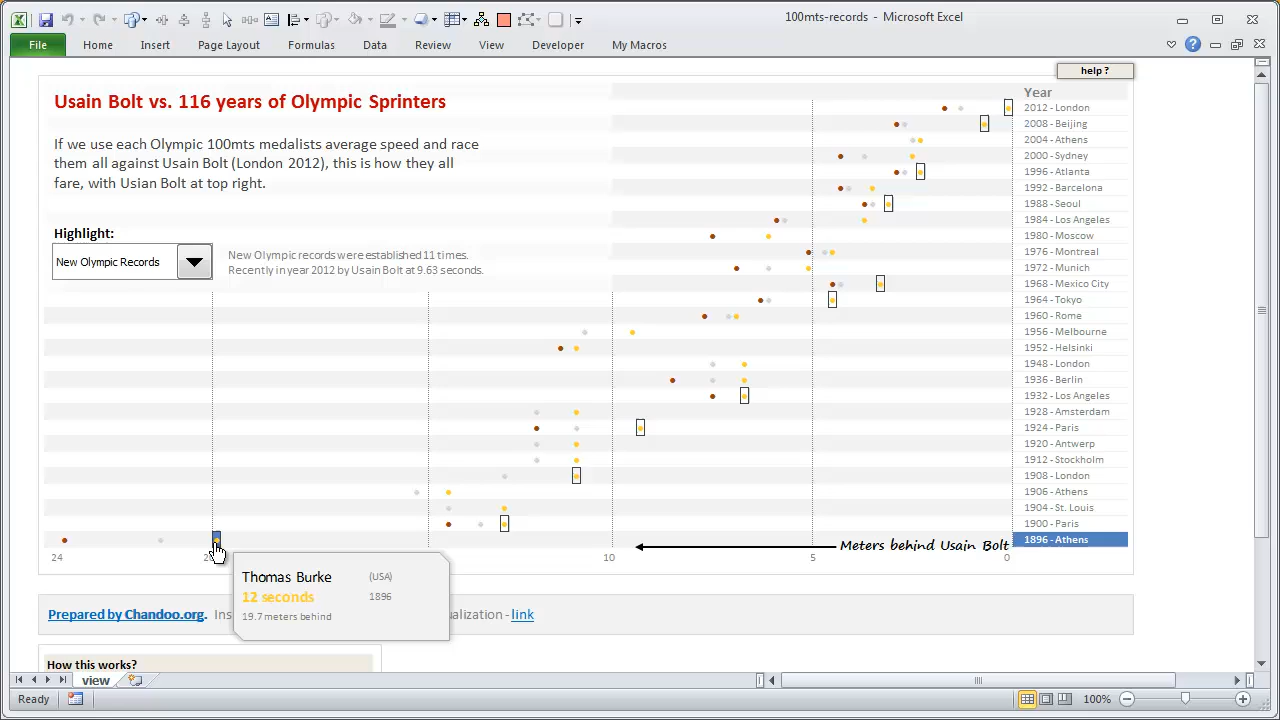 100mts-records - Microsoft Excel
File Home Insert Page Layout Formulas Data Review View Developer My Macros
help ?
Usain Bolt vs. 116 years of Olympic Sprinters
If we use each Olympic 100mts medalists average speed and race
them all against Usain Bolt (London 2012), this is how they all
fare, with Usian Bolt at top right.
Highlight:
New Olympic Records
New Olympic records were established 11 times.
Recently in year 2012 by Usain Bolt at 9.63 seconds.
Year
2012 - London
2008 - Beijing
2004 - Athens
2000 - Sydney
1996 - Atlanta
1992 - Barcelona
1988 - Seoul
1984 - Los Angeles
1980 - Moscow
1976 - Montreal
1972 - Munich
1968 - Mexico City
1964 - Tokyo
1960 - Rome
1956 - Melbourne
1952 - Helsinki
1948 - London
1936 - Berlin
1932 - Los Angeles
1928 - Amsterdam
1924 - Paris
1920 - Antwerp
1912 - Stockholm
1908 - London
1906 - Athens
1904 - St. Louis
1900 - Paris
1896 - Athens
Meters behind Usain Bolt
24 10 5 0
Thomas Burke (USA)
12 seconds 1896
19.7 meters behind
Prepared by Chandoo.org. - link
How this works?
view
Ready 100%